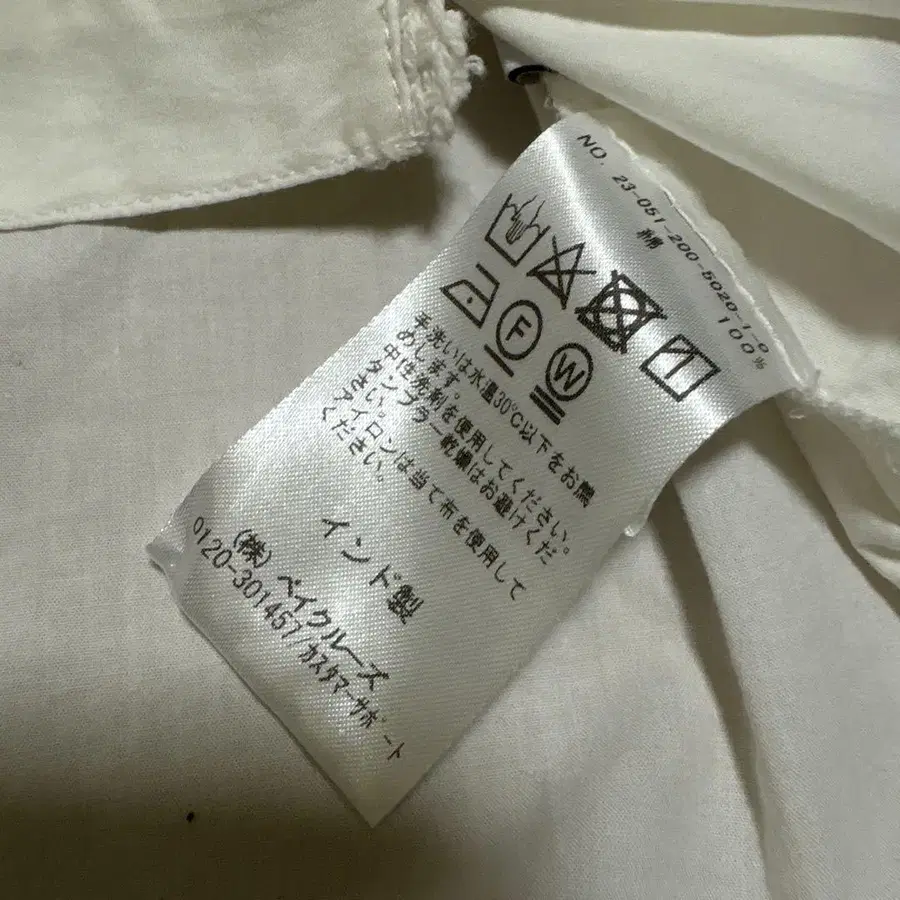 NO. 23-051-200-5020-1-0
綿 100%
F
W
手洗いは水温30℃以下をお薦
めします。
中性洗剤を使用してください。
タンブラー乾燥はお避けくだ
さい。
アイロンは当て布を使用して
ください。
インド製
(株)ベイクルーズ
0120-301457/カスタマーサポート